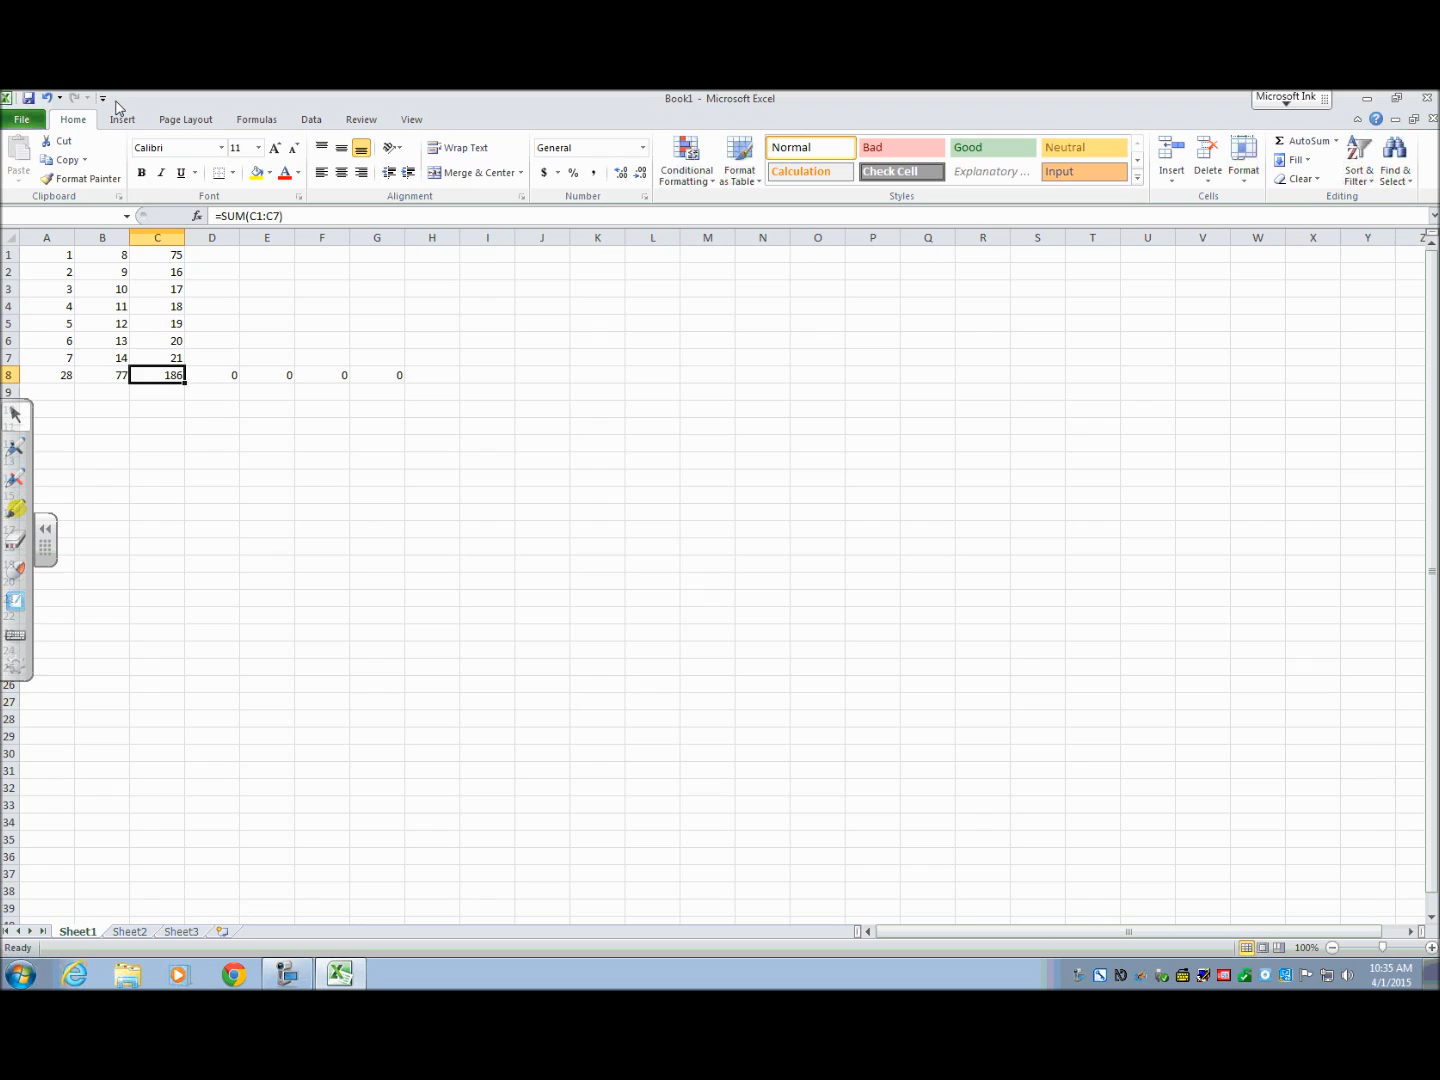 Book1 - Microsoft Excel
Microsoft Ink
File Home Insert Page Layout Formulas Data Review View
Cut
Copy
Format Painter
Paste
Clipboard
Calibri 11
B I U
Font
Wrap Text
Merge & Center
Alignment
General
$ % ,
Number
Conditional Formatting
Format as Table
Normal Bad Good Neutral
Calculation Check Cell Explanatory ... Input
Styles
Insert Delete Format
Cells
AutoSum
Fill
Clear
Sort & Filter
Find & Select
Editing
fx =SUM(C1:C7)
A B C D E F G H I J K L M N O P Q R S T U V W X Y Z
1 1 8 75
2 2 9 16
3 3 10 17
4 4 11 18
5 5 12 19
6 6 13 20
7 7 14 21
8 28 77 186 0 0 0 0
9
26
27
28
29
30
31
32
33
34
35
36
37
38
39
Sheet1 Sheet2 Sheet3
Ready
100%
10:35 AM
4/1/2015